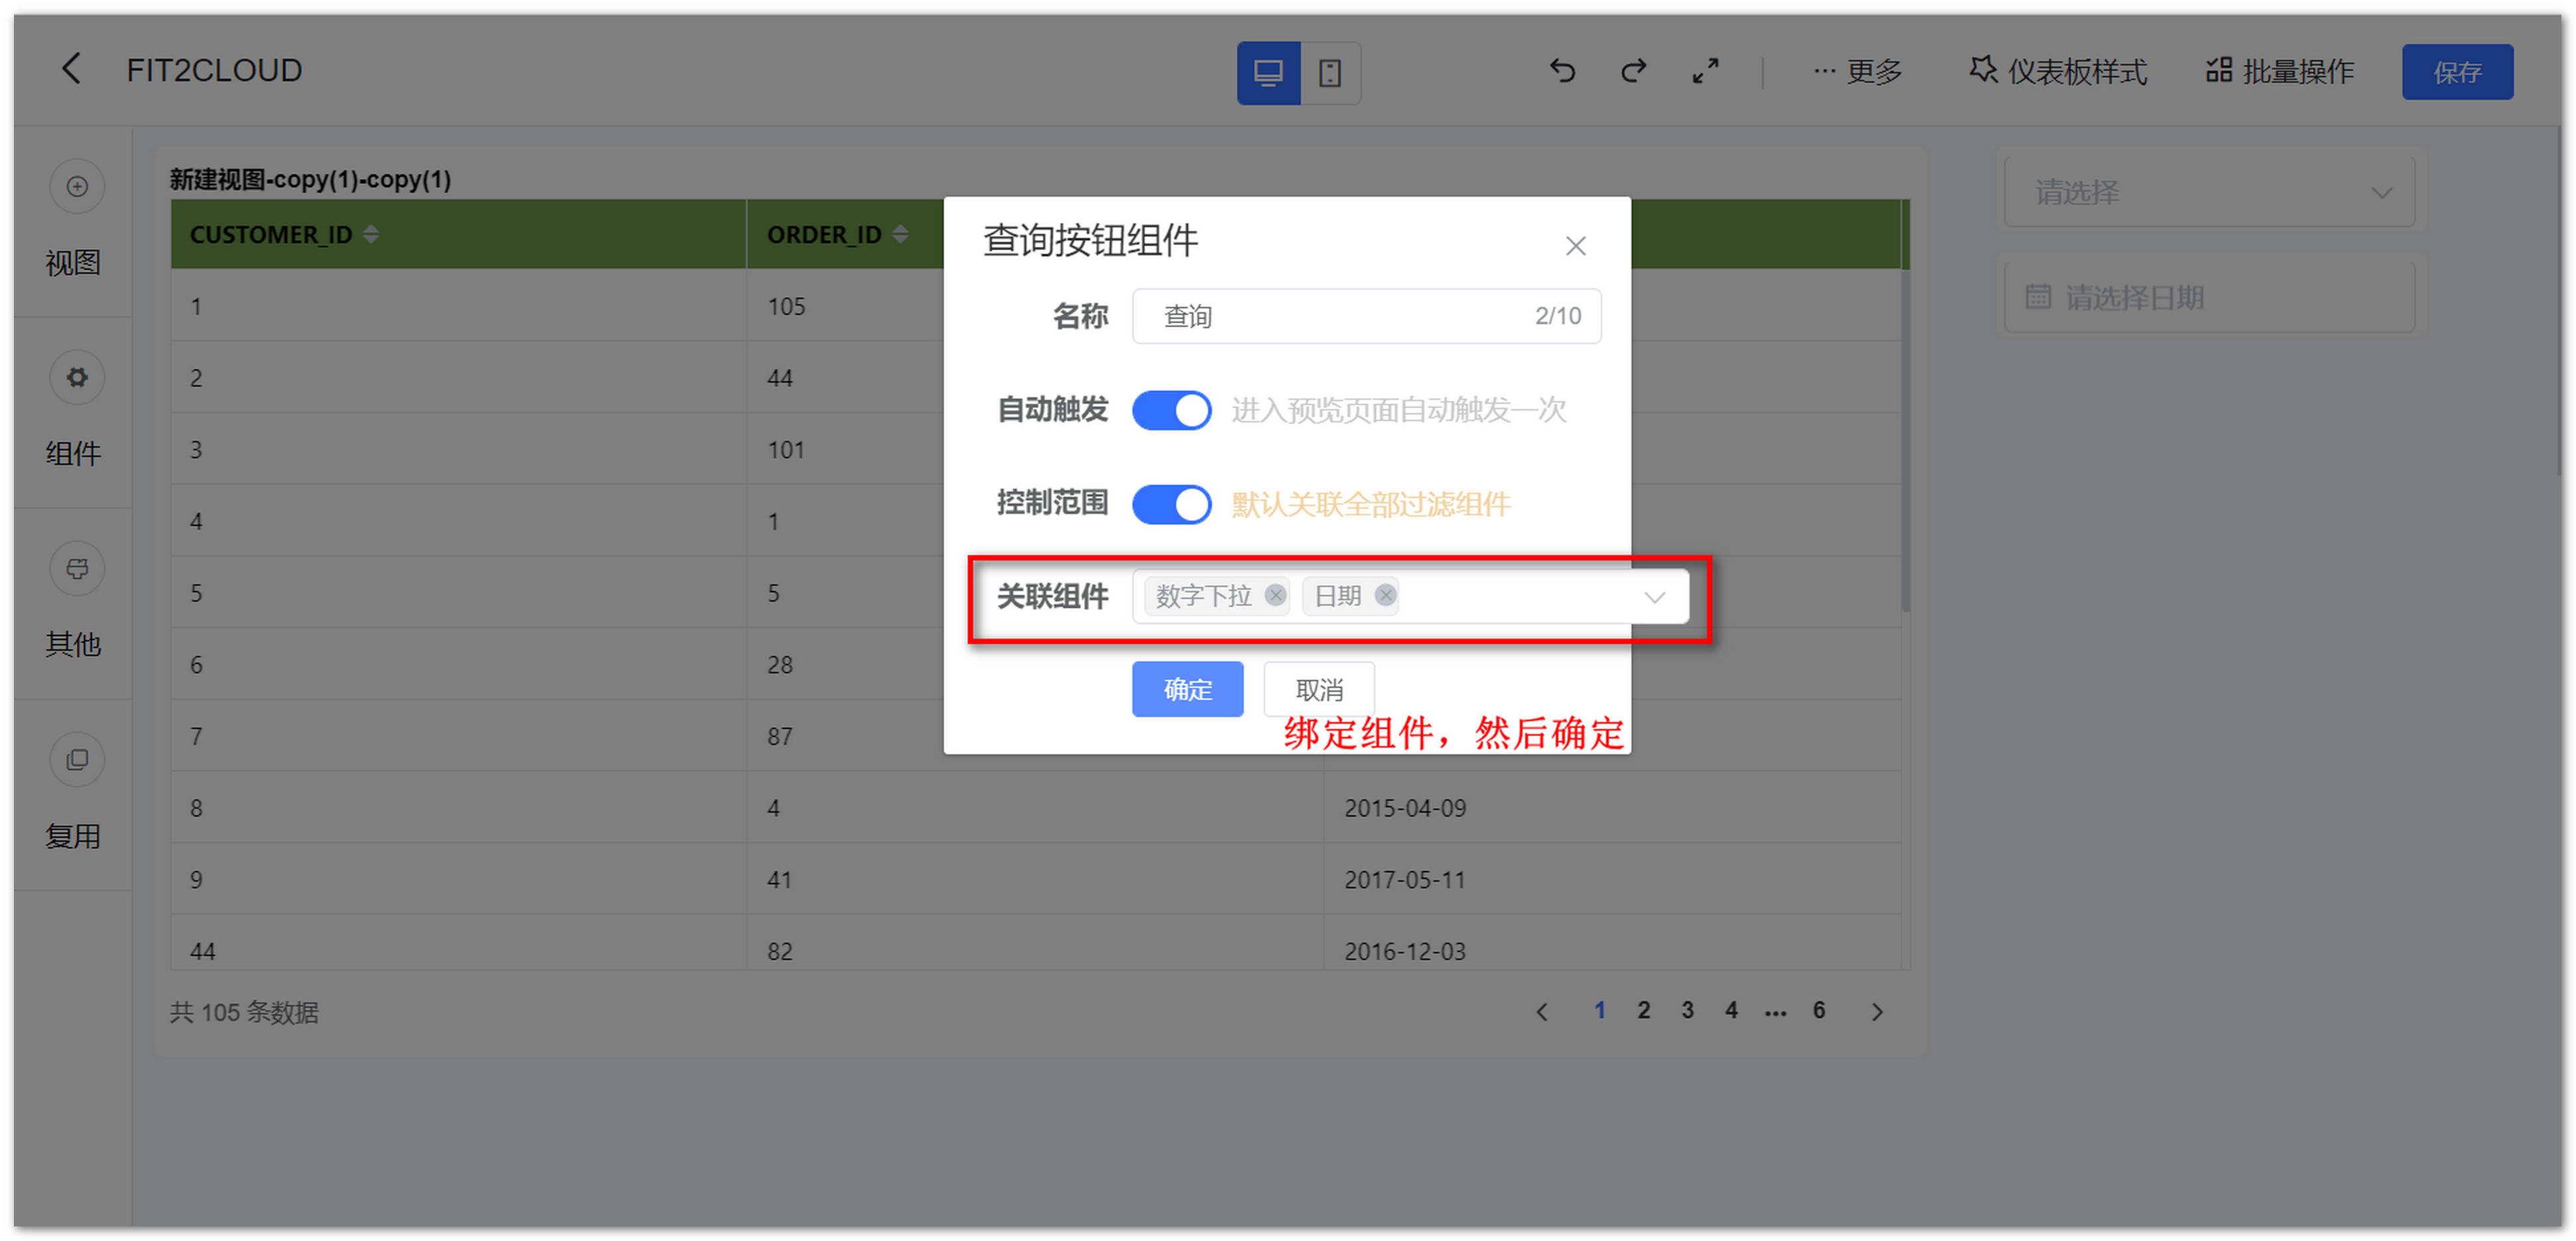 FIT2CLOUD
更多
仪表板样式
批量操作
保存
视图
组件
其他
复用
新建视图-copy(1)-copy(1)
CUSTOMER_ID ORDER_ID
1 105
2 44
3 101
4 1
5 5
6 28
7 87
8 4 2015-04-09
9 41 2017-05-11
44 82 2016-12-03
共 105 条数据
1 2 3 4 ... 6
请选择
请选择日期
查询按钮组件
名称 查询 2/10
自动触发 进入预览页面自动触发一次
控制范围 默认关联全部过滤组件
关联组件 数字下拉 日期
确定 取消
绑定组件，然后确定